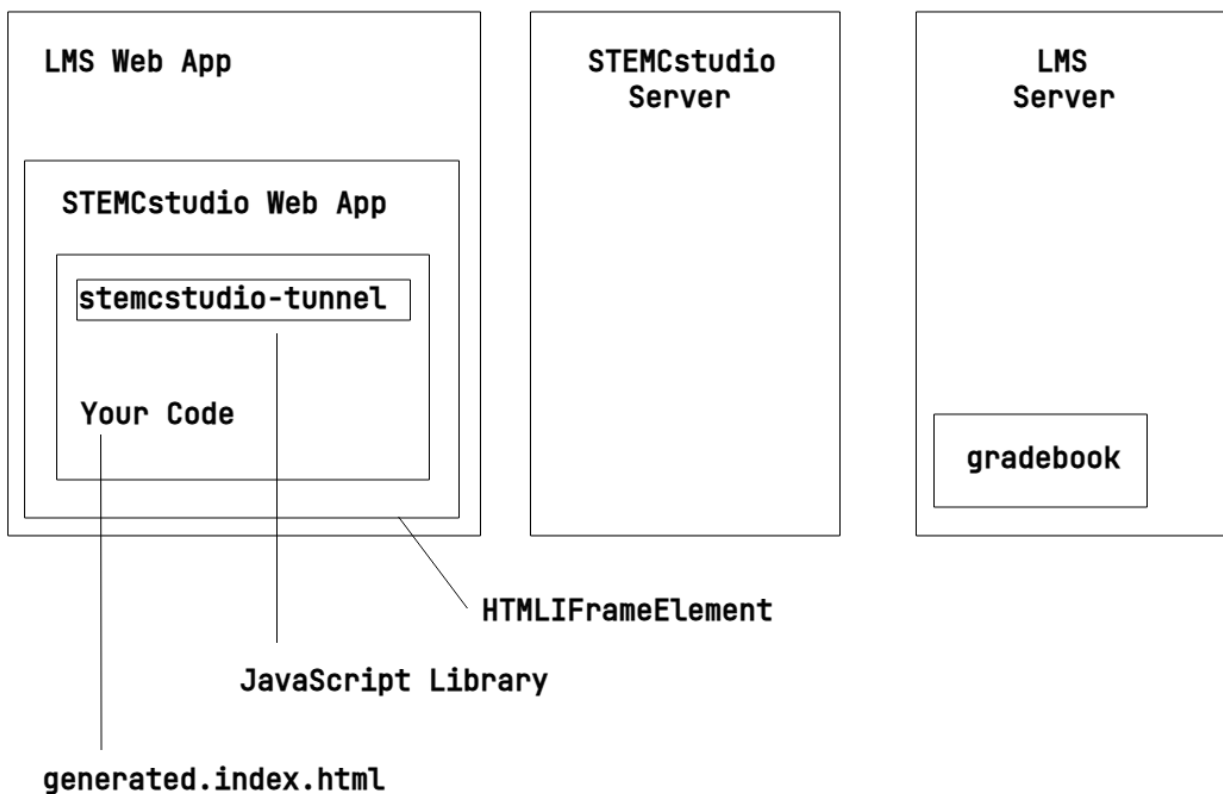 LMS Web App
STEMCstudio
Server
LMS
Server
STEMCstudio Web App
stemcstudio-tunnel
Your Code
gradebook
HTMLIFrameElement
JavaScript Library
generated.index.html